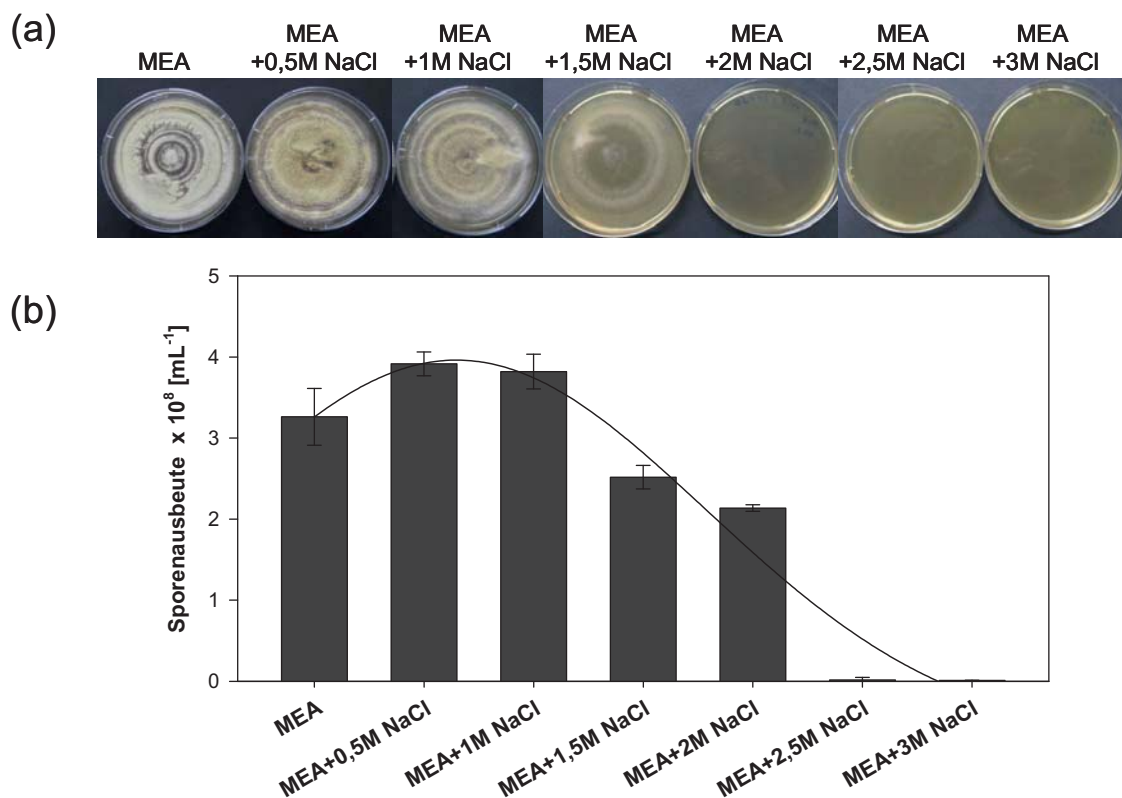 (a)
MEA
MEA
+0,5M NaCl
MEA
+1M NaCl
MEA
+1,5M NaCl
MEA
+2M NaCl
MEA
+2,5M NaCl
MEA
+3M NaCl
(b)
Sporenausbeute x 10⁸ [mL⁻¹]
5
4
3
2
1
0
MEA
MEA+0,5M NaCl
MEA+1M NaCl
MEA+1,5M NaCl
MEA+2M NaCl
MEA+2,5M NaCl
MEA+3M NaCl